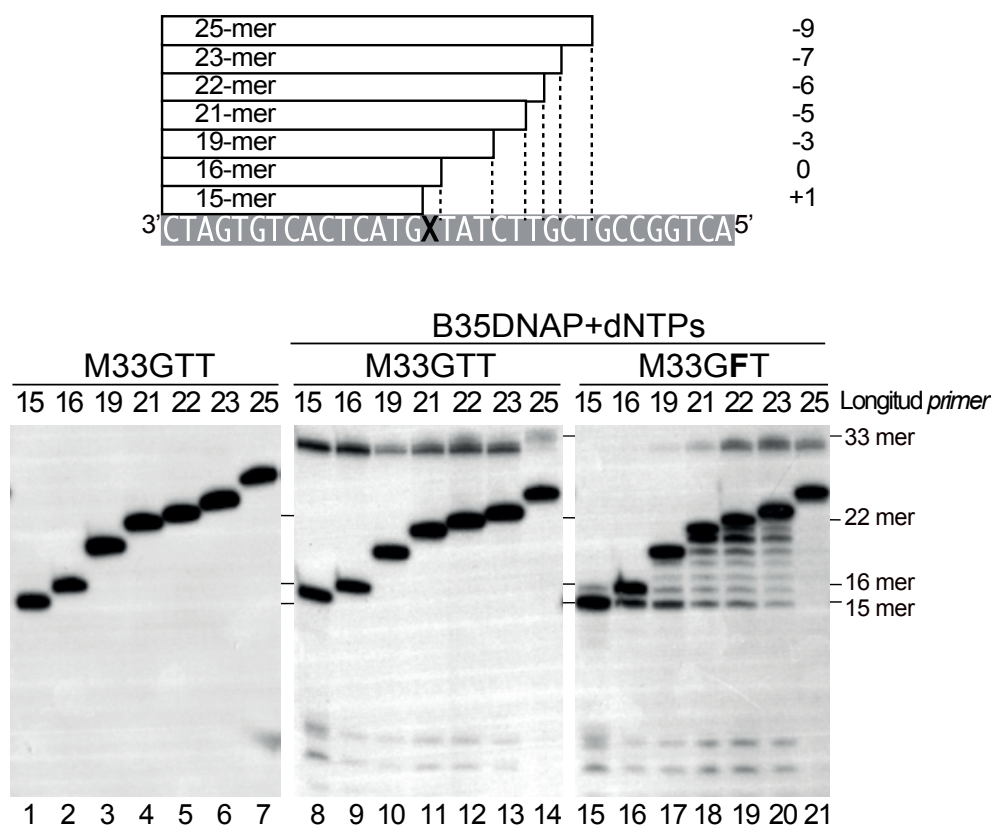 25-mer -9
23-mer -7
22-mer -6
21-mer -5
19-mer -3
16-mer 0
15-mer +1
3’CTAGTGTCACTCATGXTATCTTGCTGCCGGTCA5’
B35DNAP+dNTPs
M33GTT M33GTT M33GFT
15 16 19 21 22 23 25 15 16 19 21 22 23 25 15 16 19 21 22 23 25 Longitud primer
33 mer
22 mer
16 mer
15 mer
1 2 3 4 5 6 7 8 9 10 11 12 13 14 15 16 17 18 19 20 21